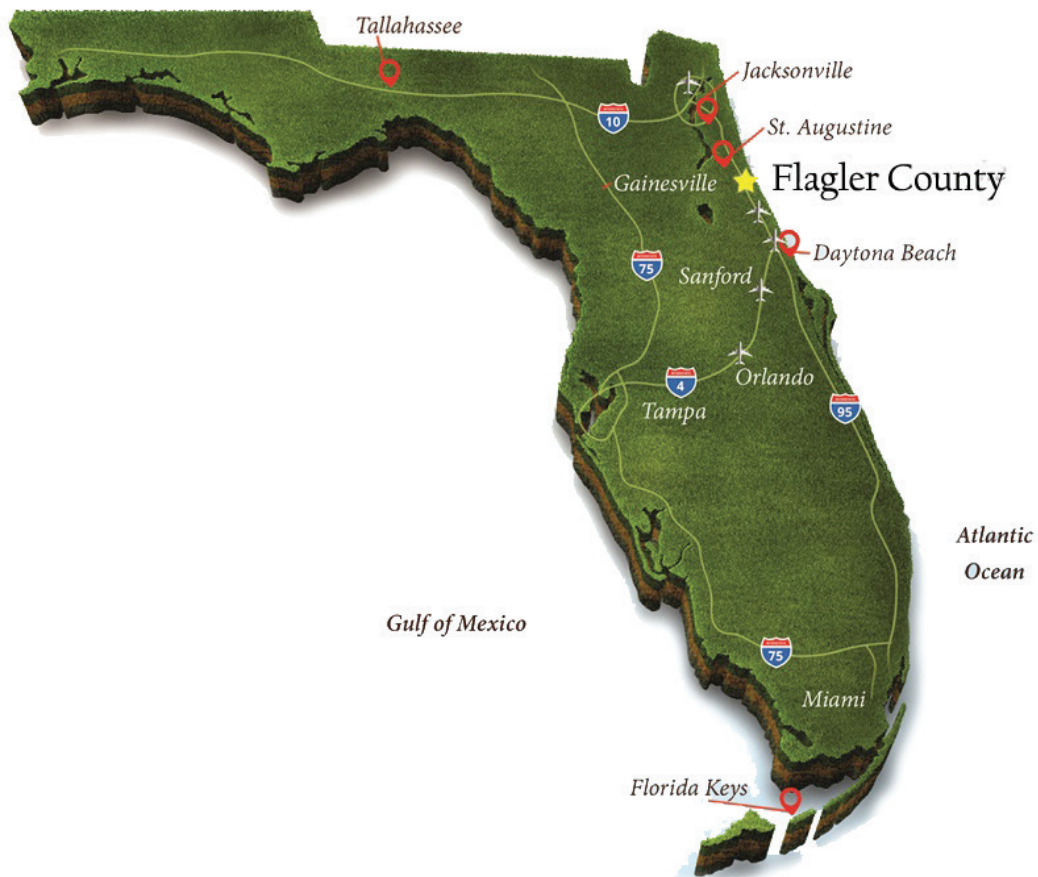 Tallahassee
Jacksonville
10
St. Augustine
Gainesville
Flagler County
Daytona Beach
75
Sanford
Orlando
4
Tampa
95
Atlantic
Ocean
Gulf of Mexico
75
Miami
Florida Keys